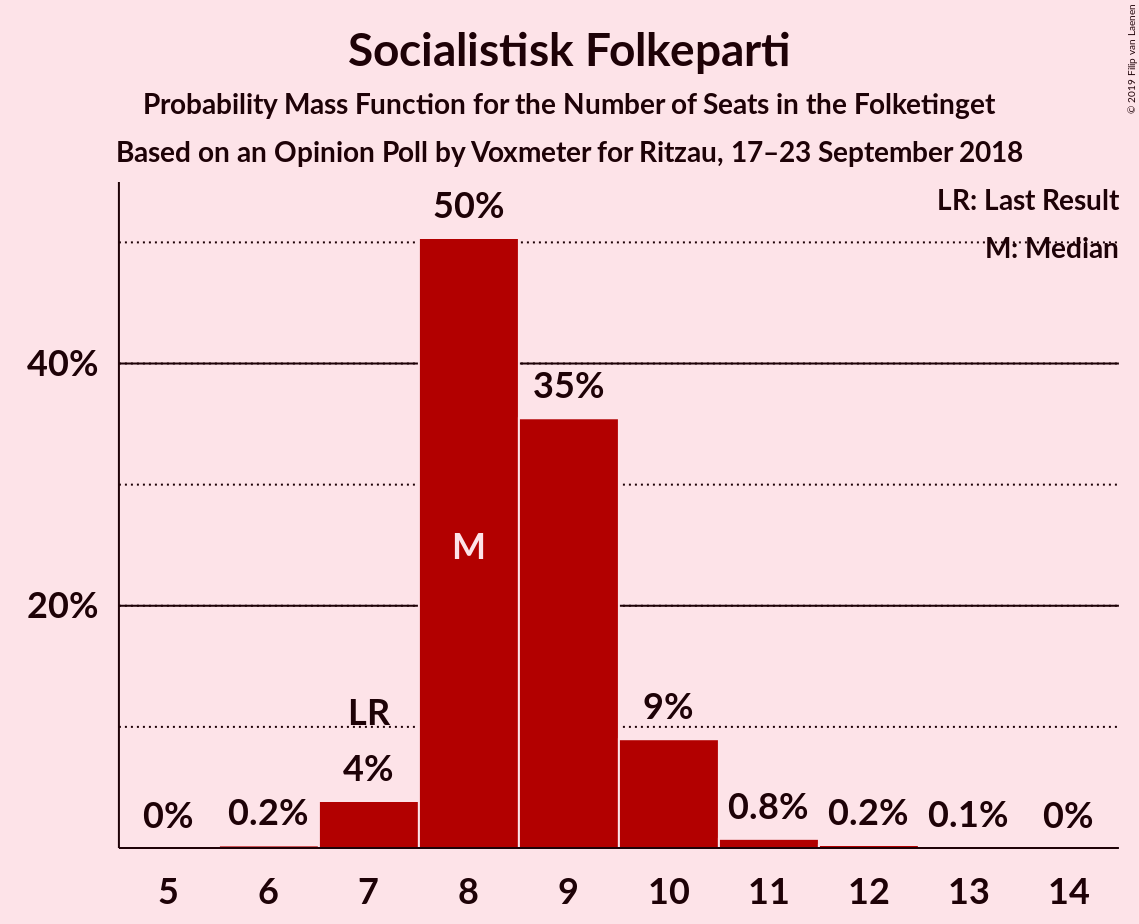 Socialistisk Folkeparti
Probability Mass Function for the Number of Seats in the Folketinget
Based on an Opinion Poll by Voxmeter for Ritzau, 17–23 September 2018
© 2019 Filip van Laenen
LR: Last Result
M: Median
50%
40%
35%
M
20%
LR
9%
4%
0%
0.2%
0.8%
0.2%
0.1%
0%
5 6 7 8 9 10 11 12 13 14